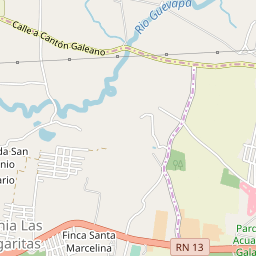 Calle a Cantón Galeano
Río Guevapa
da San
nio
ario
nia Las
garitas
Finca Santa
Marcelina
RN 13
Parc
Acua
Gala